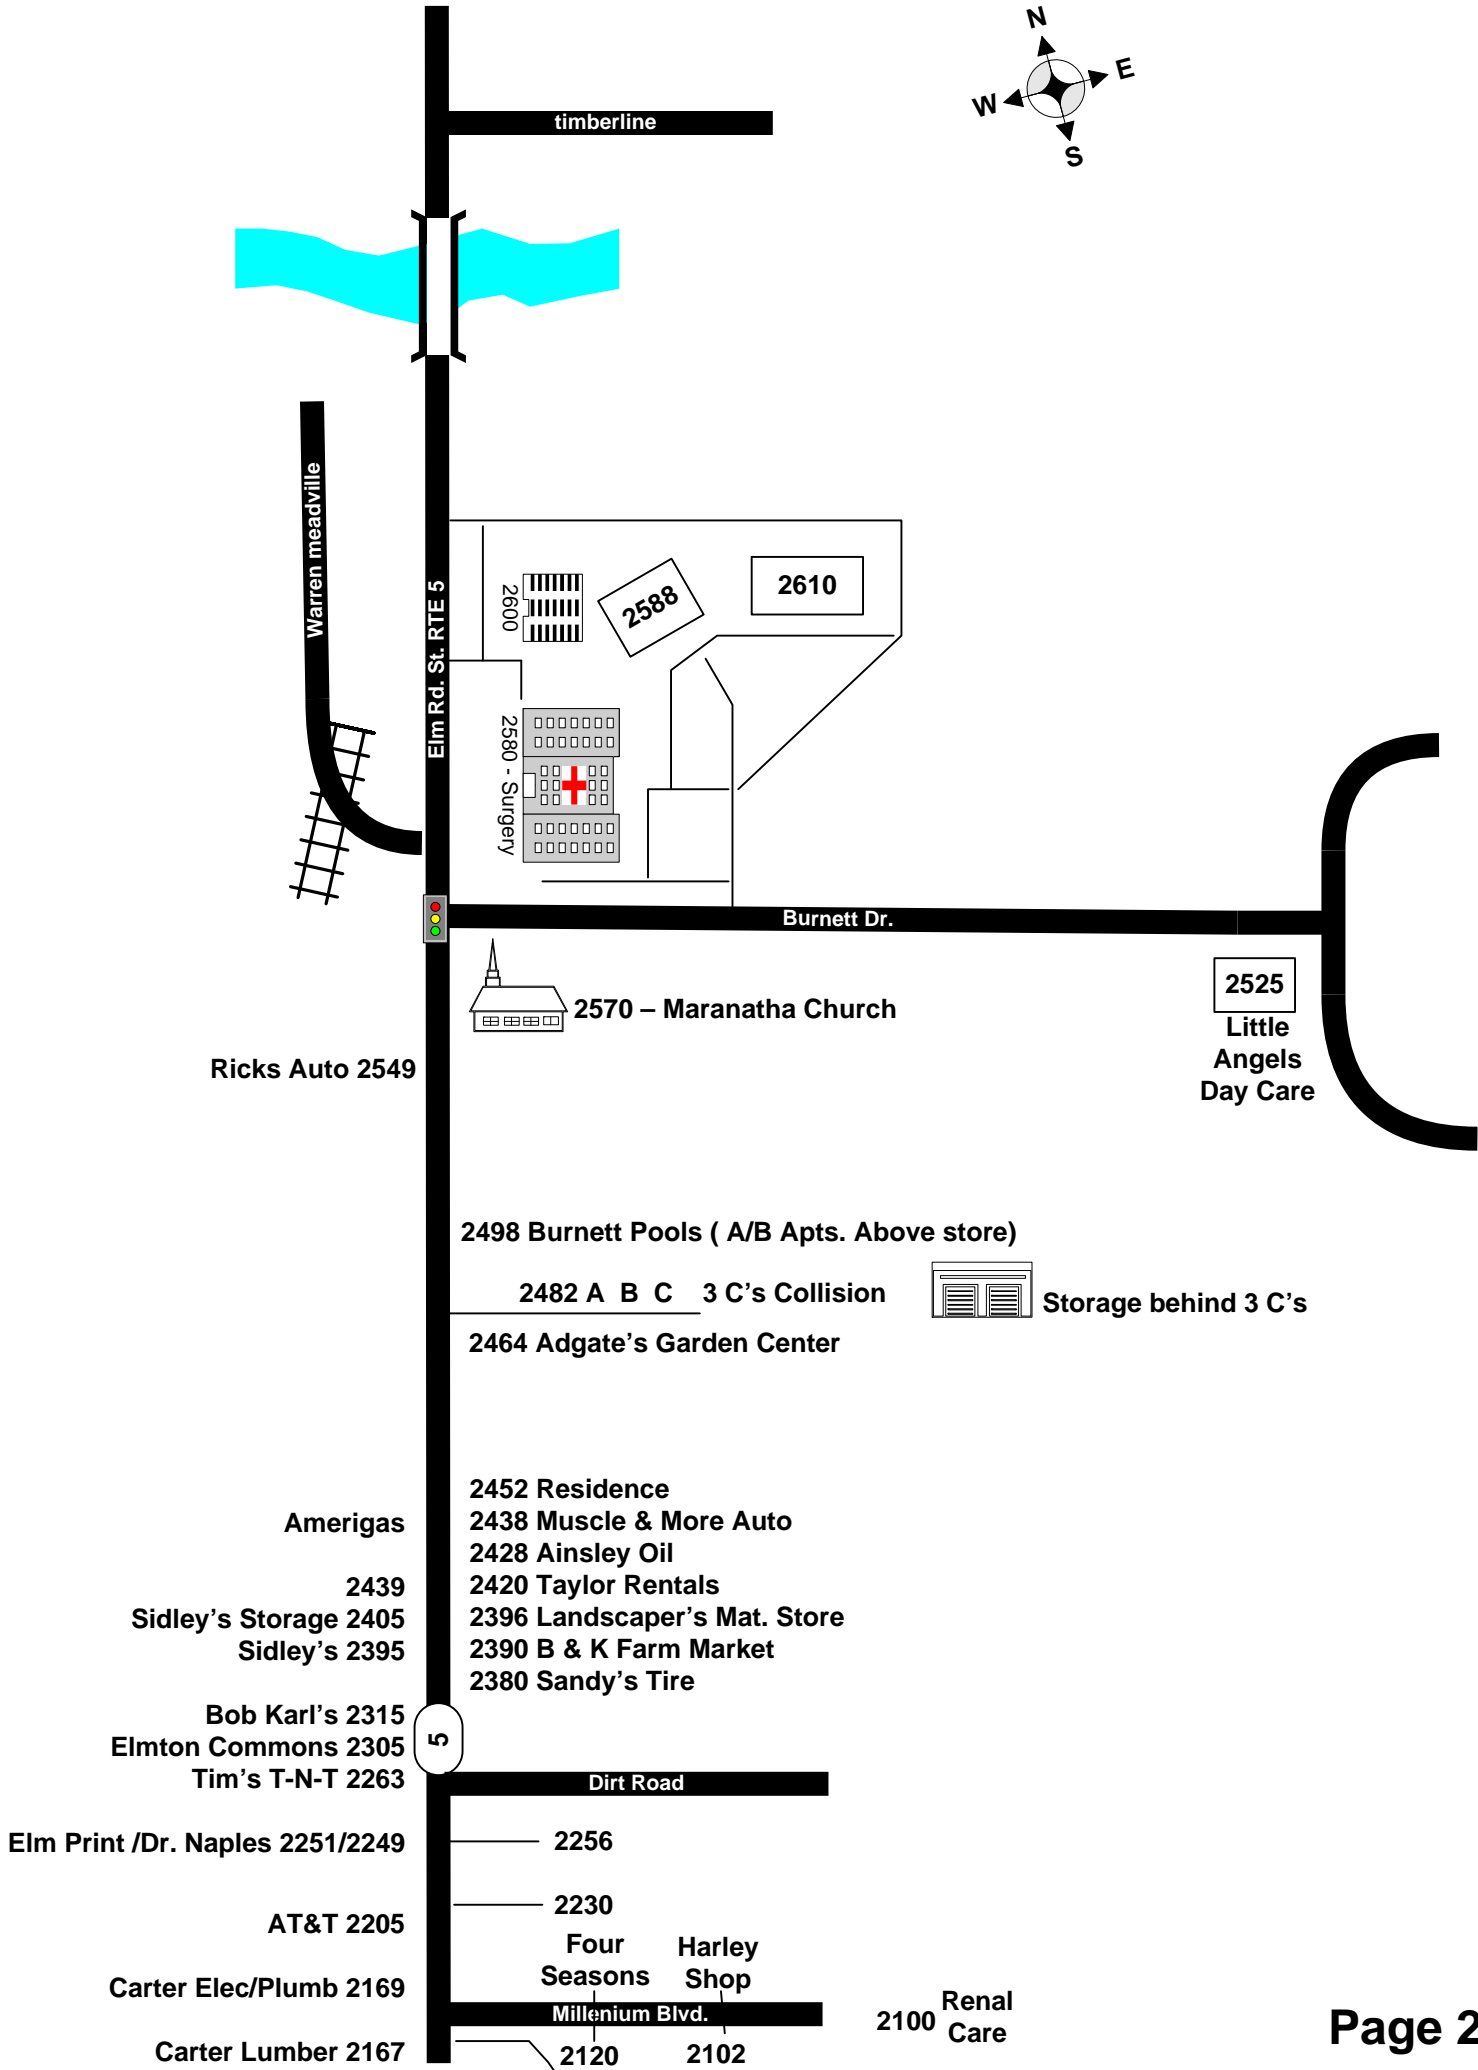 N
E
W
S
timberline
Warren meadville
Elm Rd. St. RTE 5
2600
2588
2610
2580 - Surgery
Burnett Dr.
2570 – Maranatha Church
2525
Little
Angels
Day Care
Ricks Auto 2549
2498 Burnett Pools ( A/B Apts. Above store)
2482 A B C 3 C's Collision
Storage behind 3 C's
2464 Adgate's Garden Center
2452 Residence
Amerigas
2438 Muscle & More Auto
2428 Ainsley Oil
2439
2420 Taylor Rentals
Sidley's Storage 2405
2396 Landscaper's Mat. Store
Sidley's 2395
2390 B & K Farm Market
2380 Sandy's Tire
Bob Karl's 2315
Elmton Commons 2305
5
Tim's T-N-T 2263
Dirt Road
Elm Print /Dr. Naples 2251/2249
2256
2230
AT&T 2205
Four
Seasons
Harley
Shop
Carter Elec/Plumb 2169
Millenium Blvd.
2100
Renal
Care
Carter Lumber 2167
2120
2102
Page 2